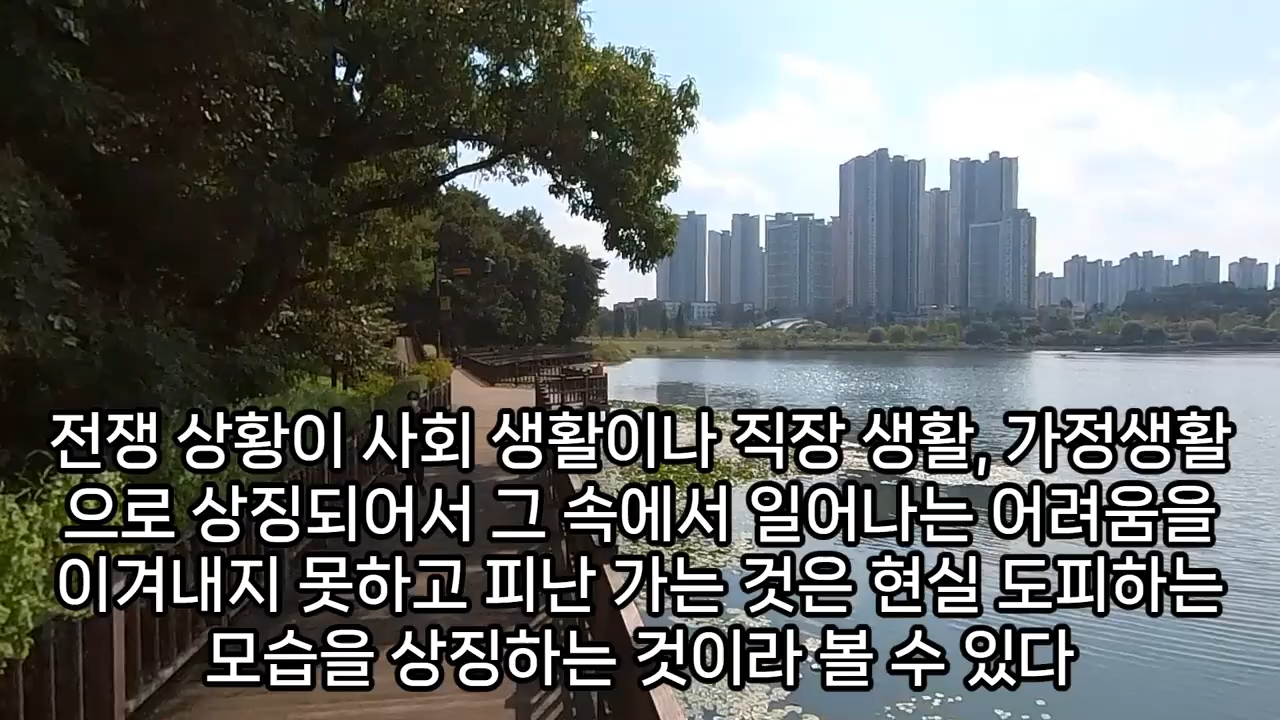 전쟁 상황이 사회 생활이나 직장 생활, 가정생활
으로 상징되어서 그 속에서 일어나는 어려움을
이겨내지 못하고 피난 가는 것은 현실 도피하는
모습을 상징하는 것이라 볼 수 있다